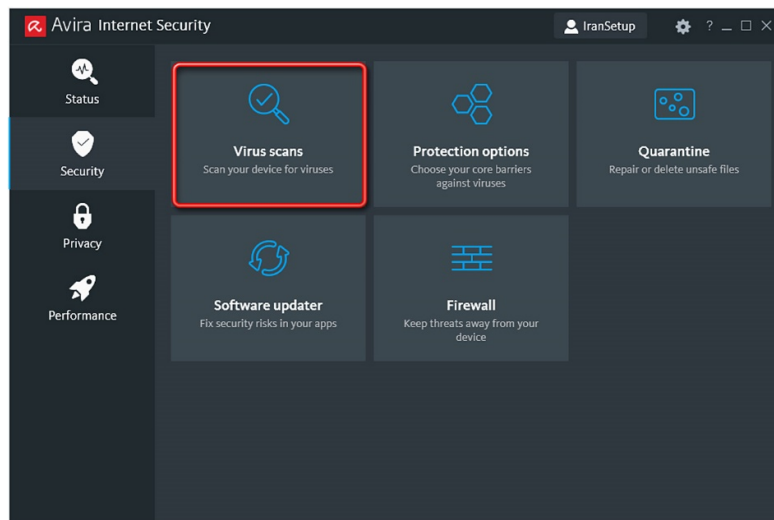 Avira Internet Security
IranSetup
?
Status
Security
Privacy
Performance
Virus scans
Scan your device for viruses
Protection options
Choose your core barriers
against viruses
Quarantine
Repair or delete unsafe files
Software updater
Fix security risks in your apps
Firewall
Keep threats away from your
device